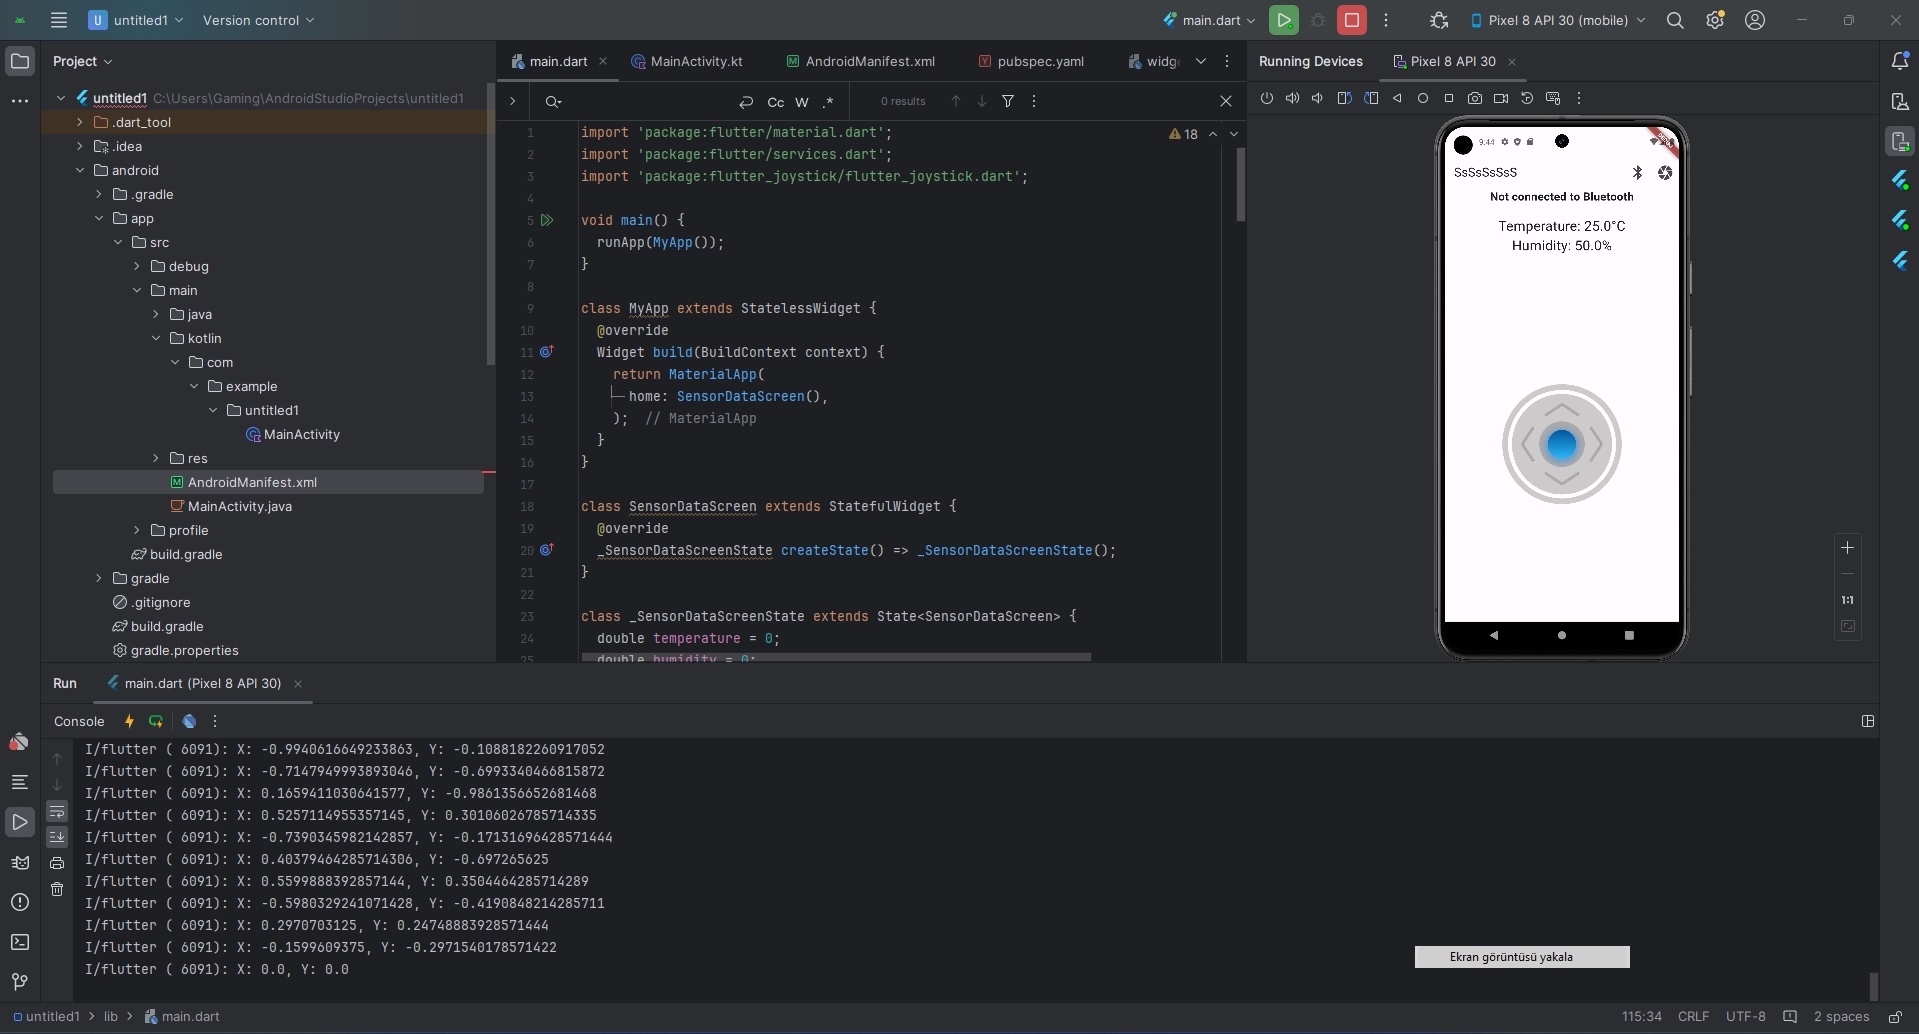 U untitled1 Version control main.dart Pixel 8 API 30 (mobile)
Project
main.dart MainActivity.kt AndroidManifest.xml pubspec.yaml widg
Running Devices Pixel 8 API 30
untitled1 C:\Users\Gaming\AndroidStudioProjects\untitled1
.dart_tool
.idea
android
.gradle
app
src
debug
main
java
kotlin
com
example
untitled1
MainActivity
res
AndroidManifest.xml
MainActivity.java
profile
build.gradle
gradle
.gitignore
build.gradle
gradle.properties
Cc W .* 0 results
18
1 import 'package:flutter/material.dart';
2 import 'package:flutter/services.dart';
3 import 'package:flutter_joystick/flutter_joystick.dart';
4
5 void main() {
6 runApp(MyApp());
7 }
8
9 class MyApp extends StatelessWidget {
10 @override
11 Widget build(BuildContext context) {
12 return MaterialApp(
13 home: SensorDataScreen(),
14 ); // MaterialApp
15 }
16 }
17
18 class SensorDataScreen extends StatefulWidget {
19 @override
20 _SensorDataScreenState createState() => _SensorDataScreenState();
21 }
22
23 class _SensorDataScreenState extends State<SensorDataScreen> {
24 double temperature = 0;
25 double humidity = 0;
9:44
SsSsSsSsS
Not connected to Bluetooth
Temperature: 25.0°C
Humidity: 50.0%
1:1
Run main.dart (Pixel 8 API 30)
Console
I/flutter ( 6091): X: -0.9940616649233863, Y: -0.1088182260917052
I/flutter ( 6091): X: -0.7147949993893046, Y: -0.6993340466815872
I/flutter ( 6091): X: 0.1659411030641577, Y: -0.9861356652681468
I/flutter ( 6091): X: 0.5257114955357145, Y: 0.30106026785714335
I/flutter ( 6091): X: -0.7390345982142857, Y: -0.17131696428571444
I/flutter ( 6091): X: 0.40379464285714306, Y: -0.697265625
I/flutter ( 6091): X: 0.5599888392857144, Y: 0.3504464285714289
I/flutter ( 6091): X: -0.5980329241071428, Y: -0.4190848214285711
I/flutter ( 6091): X: 0.2970703125, Y: 0.24748883928571444
I/flutter ( 6091): X: -0.1599609375, Y: -0.2971540178571422
I/flutter ( 6091): X: 0.0, Y: 0.0
Ekran görüntüsü yakala
untitled1 > lib > main.dart
115:34 CRLF UTF-8 2 spaces